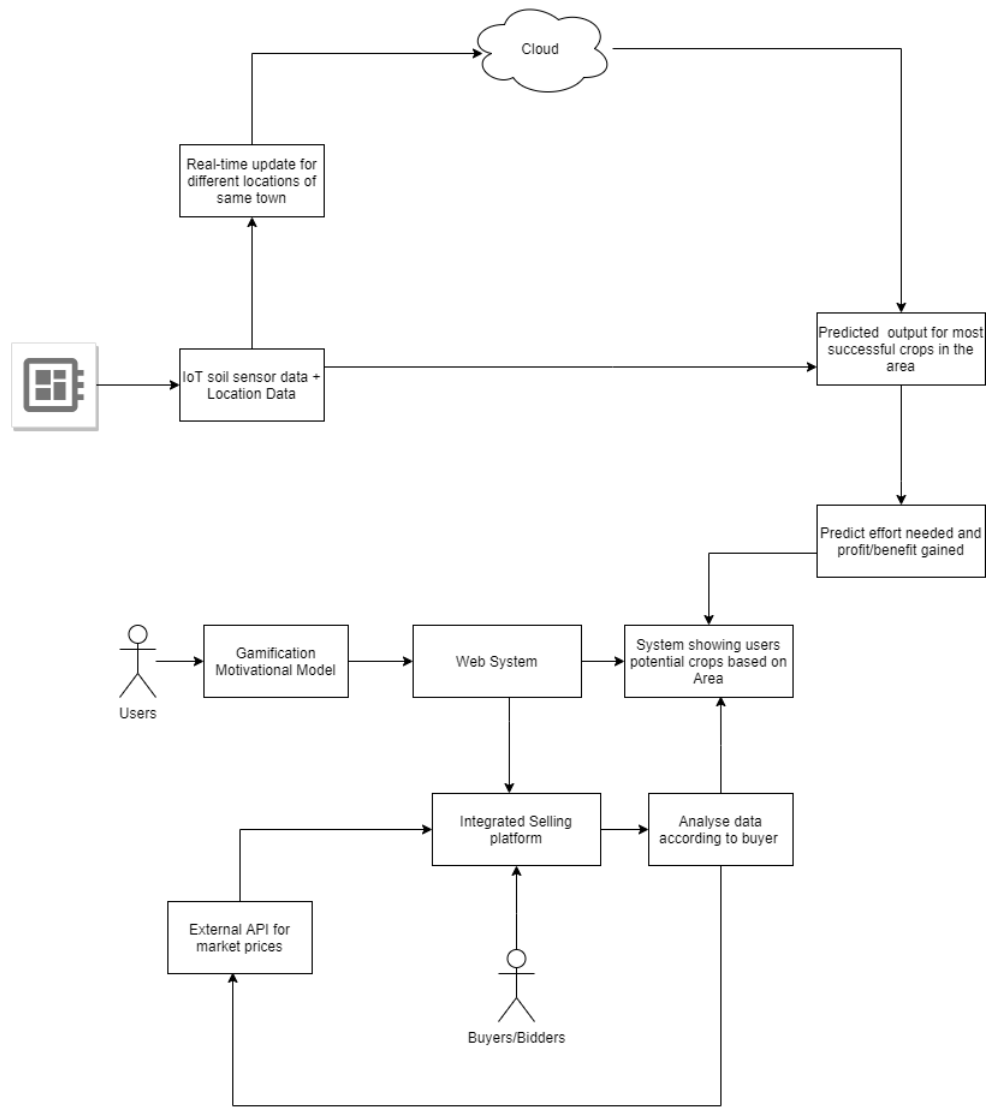 Cloud
Real-time update for
different locations of
same town
Predicted  output for most
successful crops in the
area
IoT soil sensor data +
Location Data
Predict effort needed and
profit/benefit gained
Gamification
Motivational Model
Web System
System showing users
potential crops based on
Area
Users
Integrated Selling
platform
Analyse data
according to buyer
External API for
market prices
Buyers/Bidders